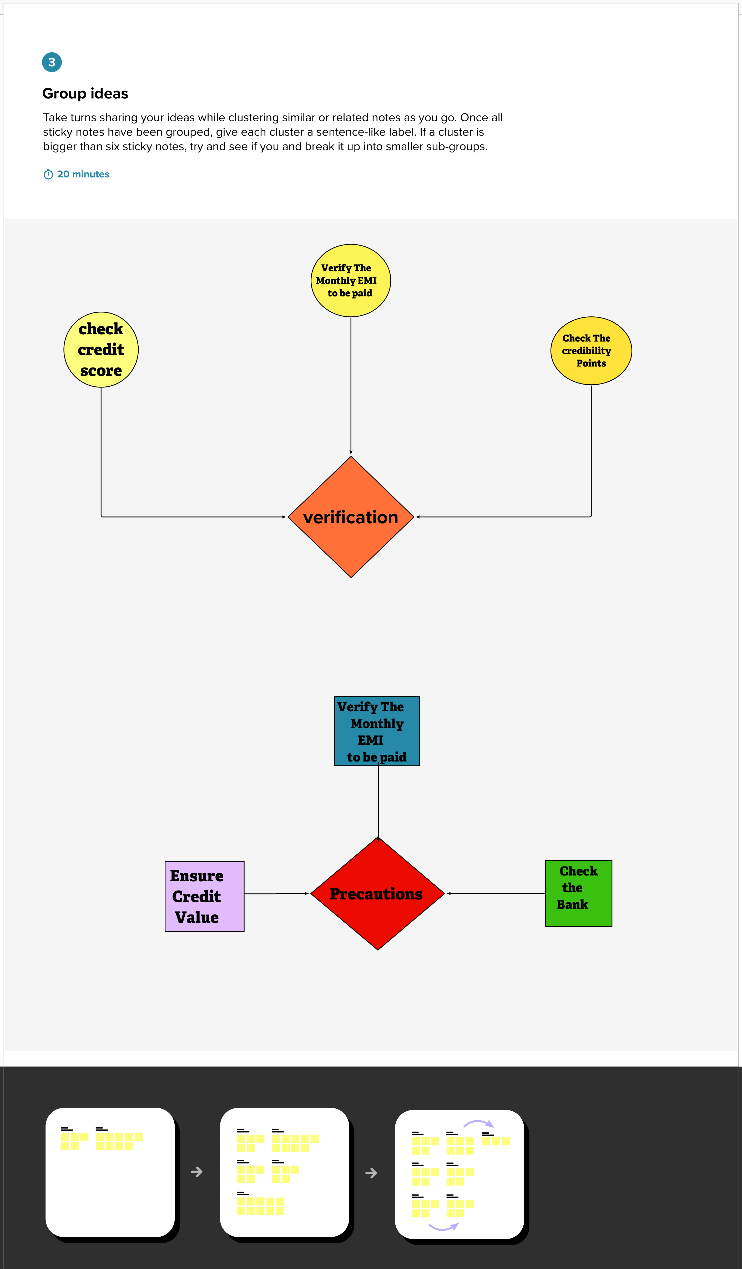 3
Group ideas
Take turns sharing your ideas while clustering similar or related notes as you go. Once all
sticky notes have been grouped, give each cluster a sentence-like label. If a cluster is
bigger than six sticky notes, try and see if you and break it up into smaller sub-groups.
20 minutes
Verify The
Monthly EMI
to be paid
check
credit
score
Check The
credibility
Points
verification
Verify The
Monthly
EMI
to be paid
Ensure
Credit
Value
Precautions
Check
the
Bank